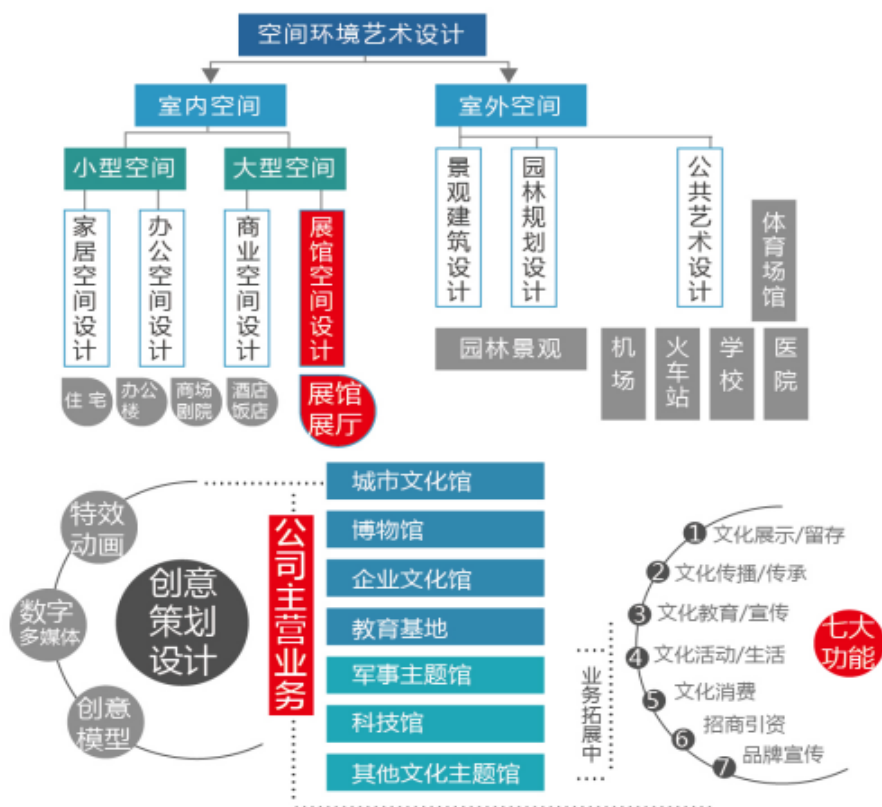 空间环境艺术设计
室内空间
室外空间
小型空间
大型空间
家居空间设计
办公空间设计
商业空间设计
展馆空间设计
景观建筑设计
园林规划设计
公共艺术设计
体育场馆
园林景观
机场
火车站
学校
医院
住宅
办公
楼
商场
剧院
酒店
饭店
展馆
展厅
特效
动画
数字
多媒体
创意
模型
创意
策划
设计
公司主营业务
城市文化馆
博物馆
企业文化馆
教育基地
军事主题馆
科技馆
其他文化主题馆
业务拓展中
1 文化展示/留存
2 文化传播/传承
3 文化教育/宣传
4 文化活动/生活
5 文化消费
6 招商引资
7 品牌宣传
七大
功能